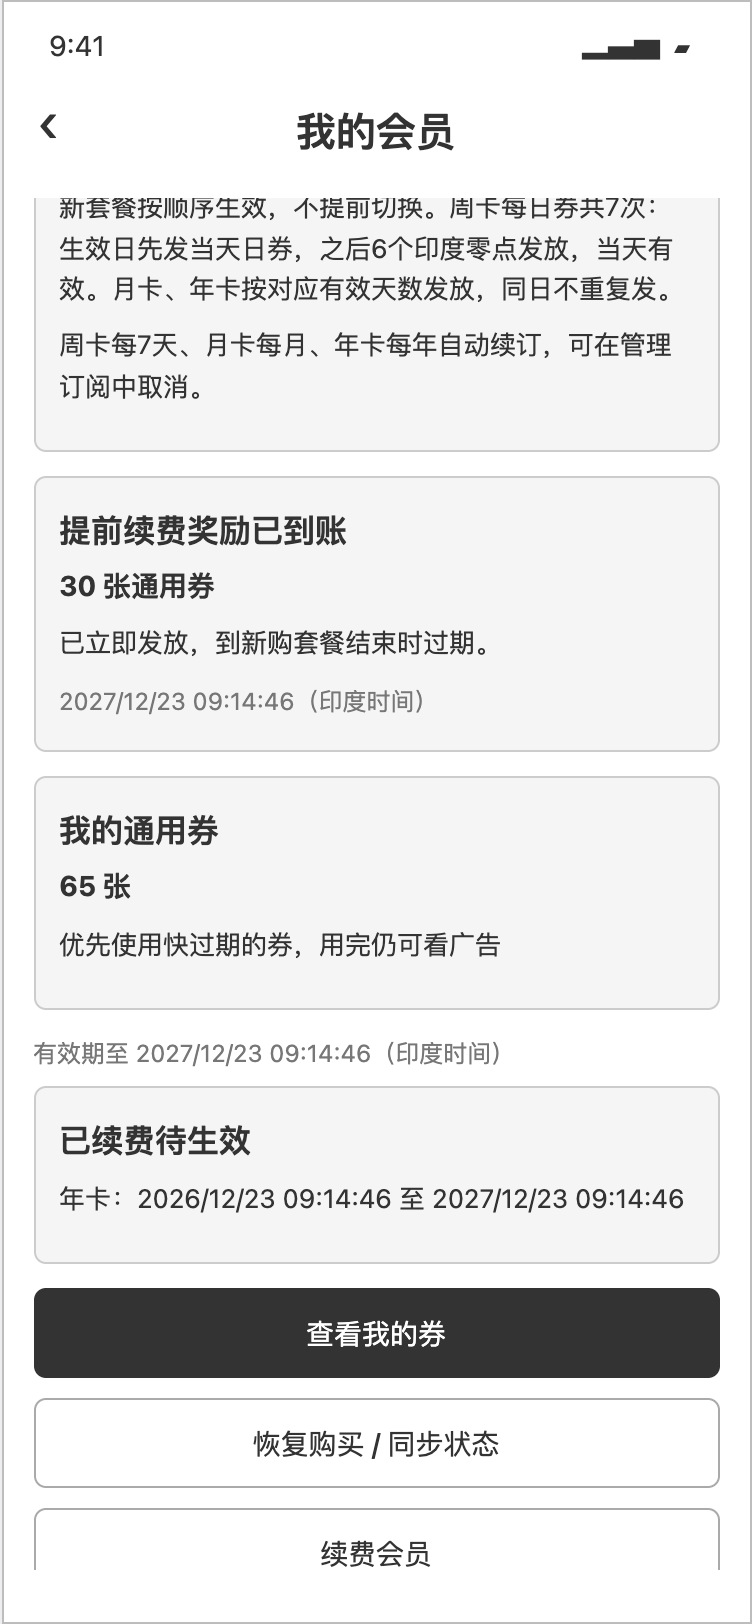 9:41
我的会员
新套餐按顺序生效，不提前切换。周卡每日券共7次：
生效日先发当天日券，之后6个印度零点发放，当天有
效。月卡、年卡按对应有效天数发放，同日不重复发。
周卡每7天、月卡每月、年卡每年自动续订，可在管理
订阅中取消。
提前续费奖励已到账
30 张通用券
已立即发放，到新购套餐结束时过期。
2027/12/23 09:14:46（印度时间）
我的通用券
65 张
优先使用快过期的券，用完仍可看广告
有效期至 2027/12/23 09:14:46（印度时间）
已续费待生效
年卡：2026/12/23 09:14:46 至 2027/12/23 09:14:46
查看我的券
恢复购买 / 同步状态
续费会员